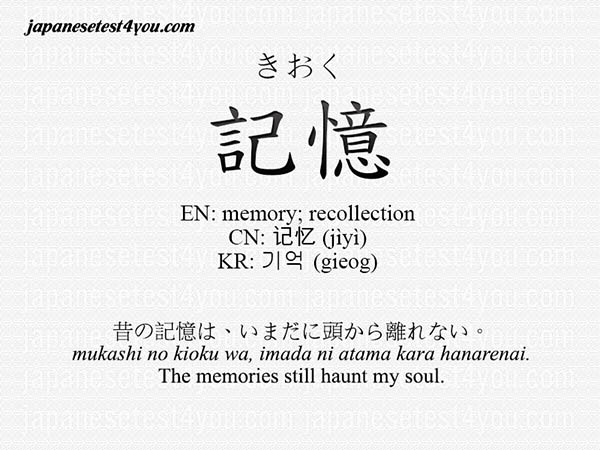 japanesetest4you.com
きおく
記憶
EN: memory; recollection
CN: 记忆 (jìyì)
KR: 기억 (gieog)
昔の記憶は、いまだに頭から離れない。
mukashi no kioku wa, imada ni atama kara hanarenai.
The memories still haunt my soul.